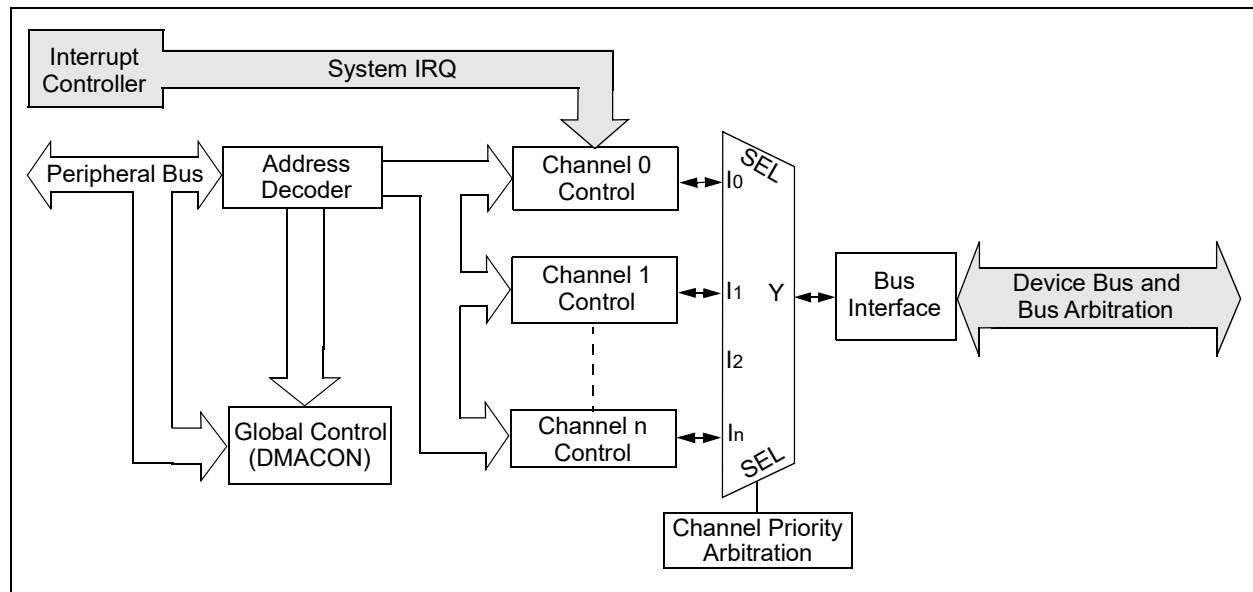 Interrupt
Controller
System IRQ
Peripheral Bus
Address
Decoder
Global Control
(DMACON)
Channel 0
Control
Channel 1
Control
Channel n
Control
SEL
I0
I1
Y
I2
In
SEL
Channel Priority
Arbitration
Bus
Interface
Device Bus and
Bus Arbitration